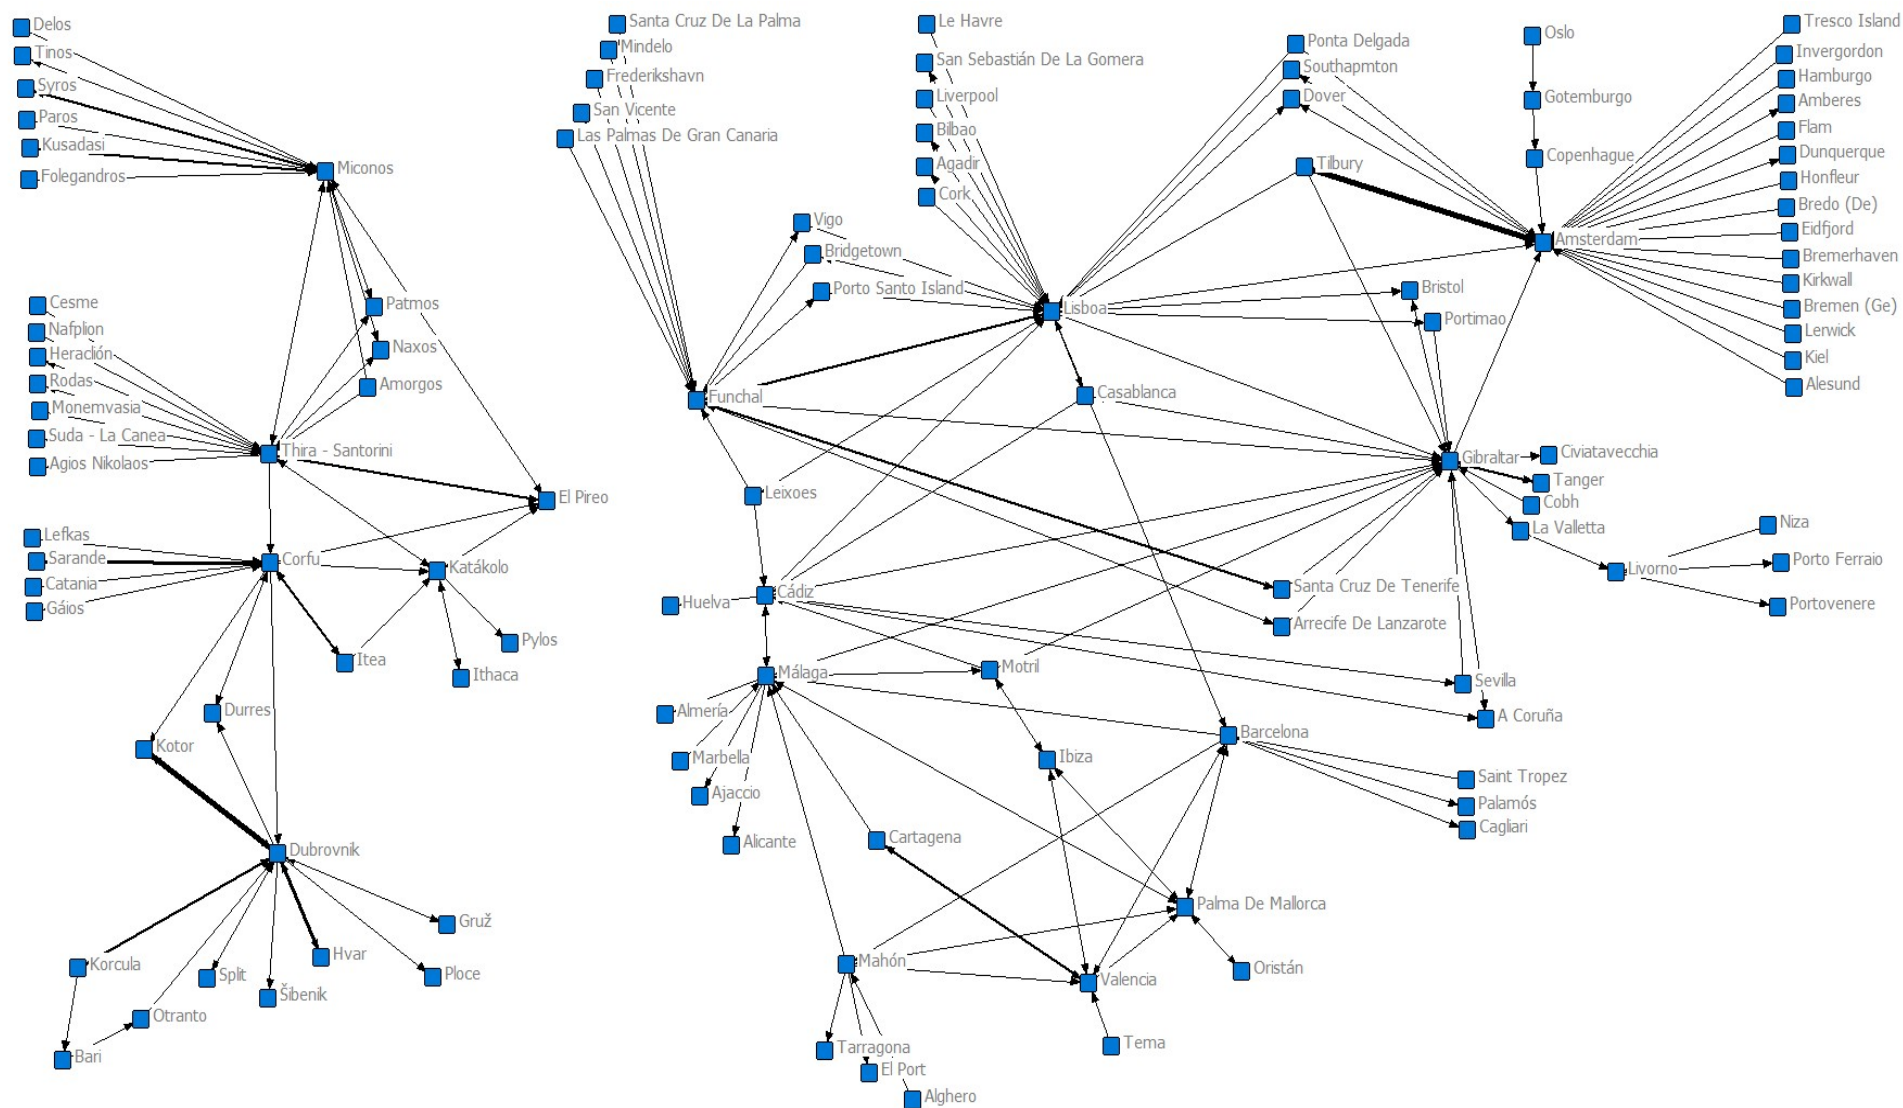 Delos
Tinos
Syros
Paros
Kusadasi
Folegandros
Miconos
Cesme
Nafplion
Heraclión
Rodas
Monemvasia
Suda - La Canea
Agios Nikolaos
Patmos
Naxos
Amorgos
Thira - Santorini
El Pireo
Lefkas
Sarande
Catania
Gáios
Corfu
Katákolo
Itea
Ithaca
Pylos
Durres
Kotor
Dubrovnik
Gruž
Hvar
Ploce
Korcula
Split
Šibenik
Otranto
Bari
Santa Cruz De La Palma
Mindelo
Frederikshavn
San Vicente
Las Palmas De Gran Canaria
Vigo
Bridgetown
Porto Santo Island
Funchal
Leixoes
Le Havre
San Sebastián De La Gomera
Liverpool
Bilbao
Agadir
Cork
Lisboa
Casablanca
Ponta Delgada
Southapmton
Dover
Tilbury
Bristol
Portimao
Oslo
Gotemburgo
Copenhague
Amsterdam
Tresco Island
Invergordon
Hamburgo
Amberes
Flam
Dunquerque
Honfleur
Bredo (De)
Eidfjord
Bremerhaven
Kirkwall
Bremen (Ge)
Lerwick
Kiel
Alesund
Gibraltar
Civiatavecchia
Tanger
Cobh
La Valletta
Livorno
Niza
Porto Ferraio
Portovenere
Huelva
Cádiz
Santa Cruz De Tenerife
Arrecife De Lanzarote
Málaga
Motril
Sevilla
A Coruña
Almería
Marbella
Ajaccio
Alicante
Ibiza
Barcelona
Saint Tropez
Palamós
Cagliari
Cartagena
Palma De Mallorca
Mahón
Valencia
Oristán
Tarragona
El Port
Alghero
Tema